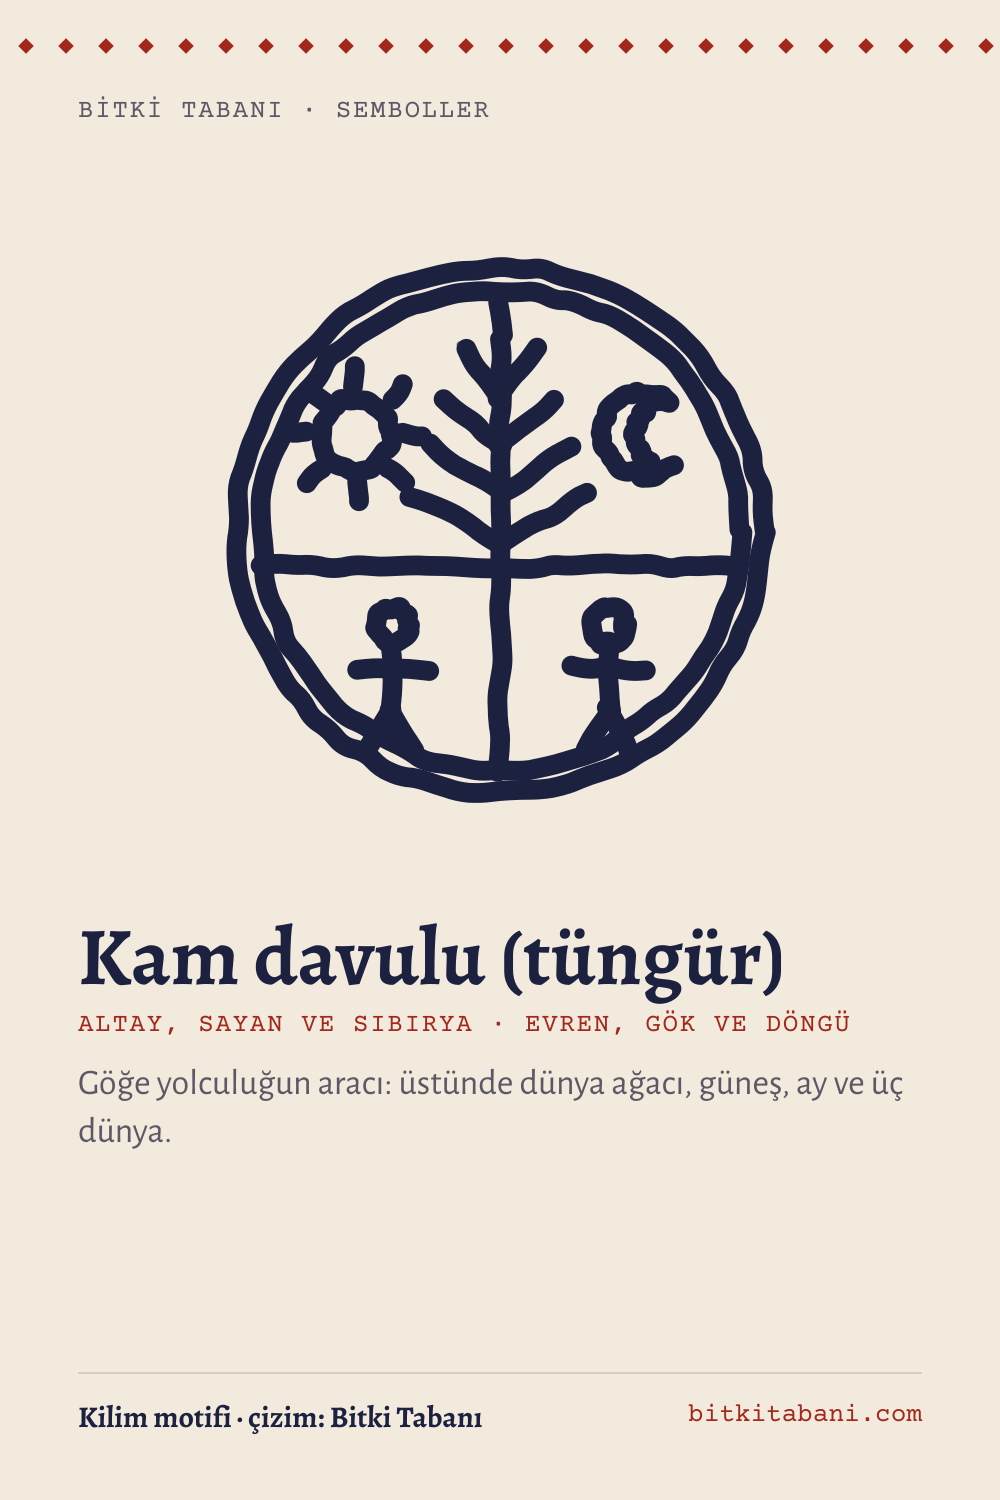 BİTKİ TABANI · SEMBOLLER
Kam davulu (tüngür)
ALTAY, SAYAN VE SIBIRYA · EVREN, GÖK VE DÖNGÜ
Göğe yolculuğun aracı: üstünde dünya ağacı, güneş, ay ve üç
dünya.
Kilim motifi · çizim: Bitki Tabanı
bitkitabani.com